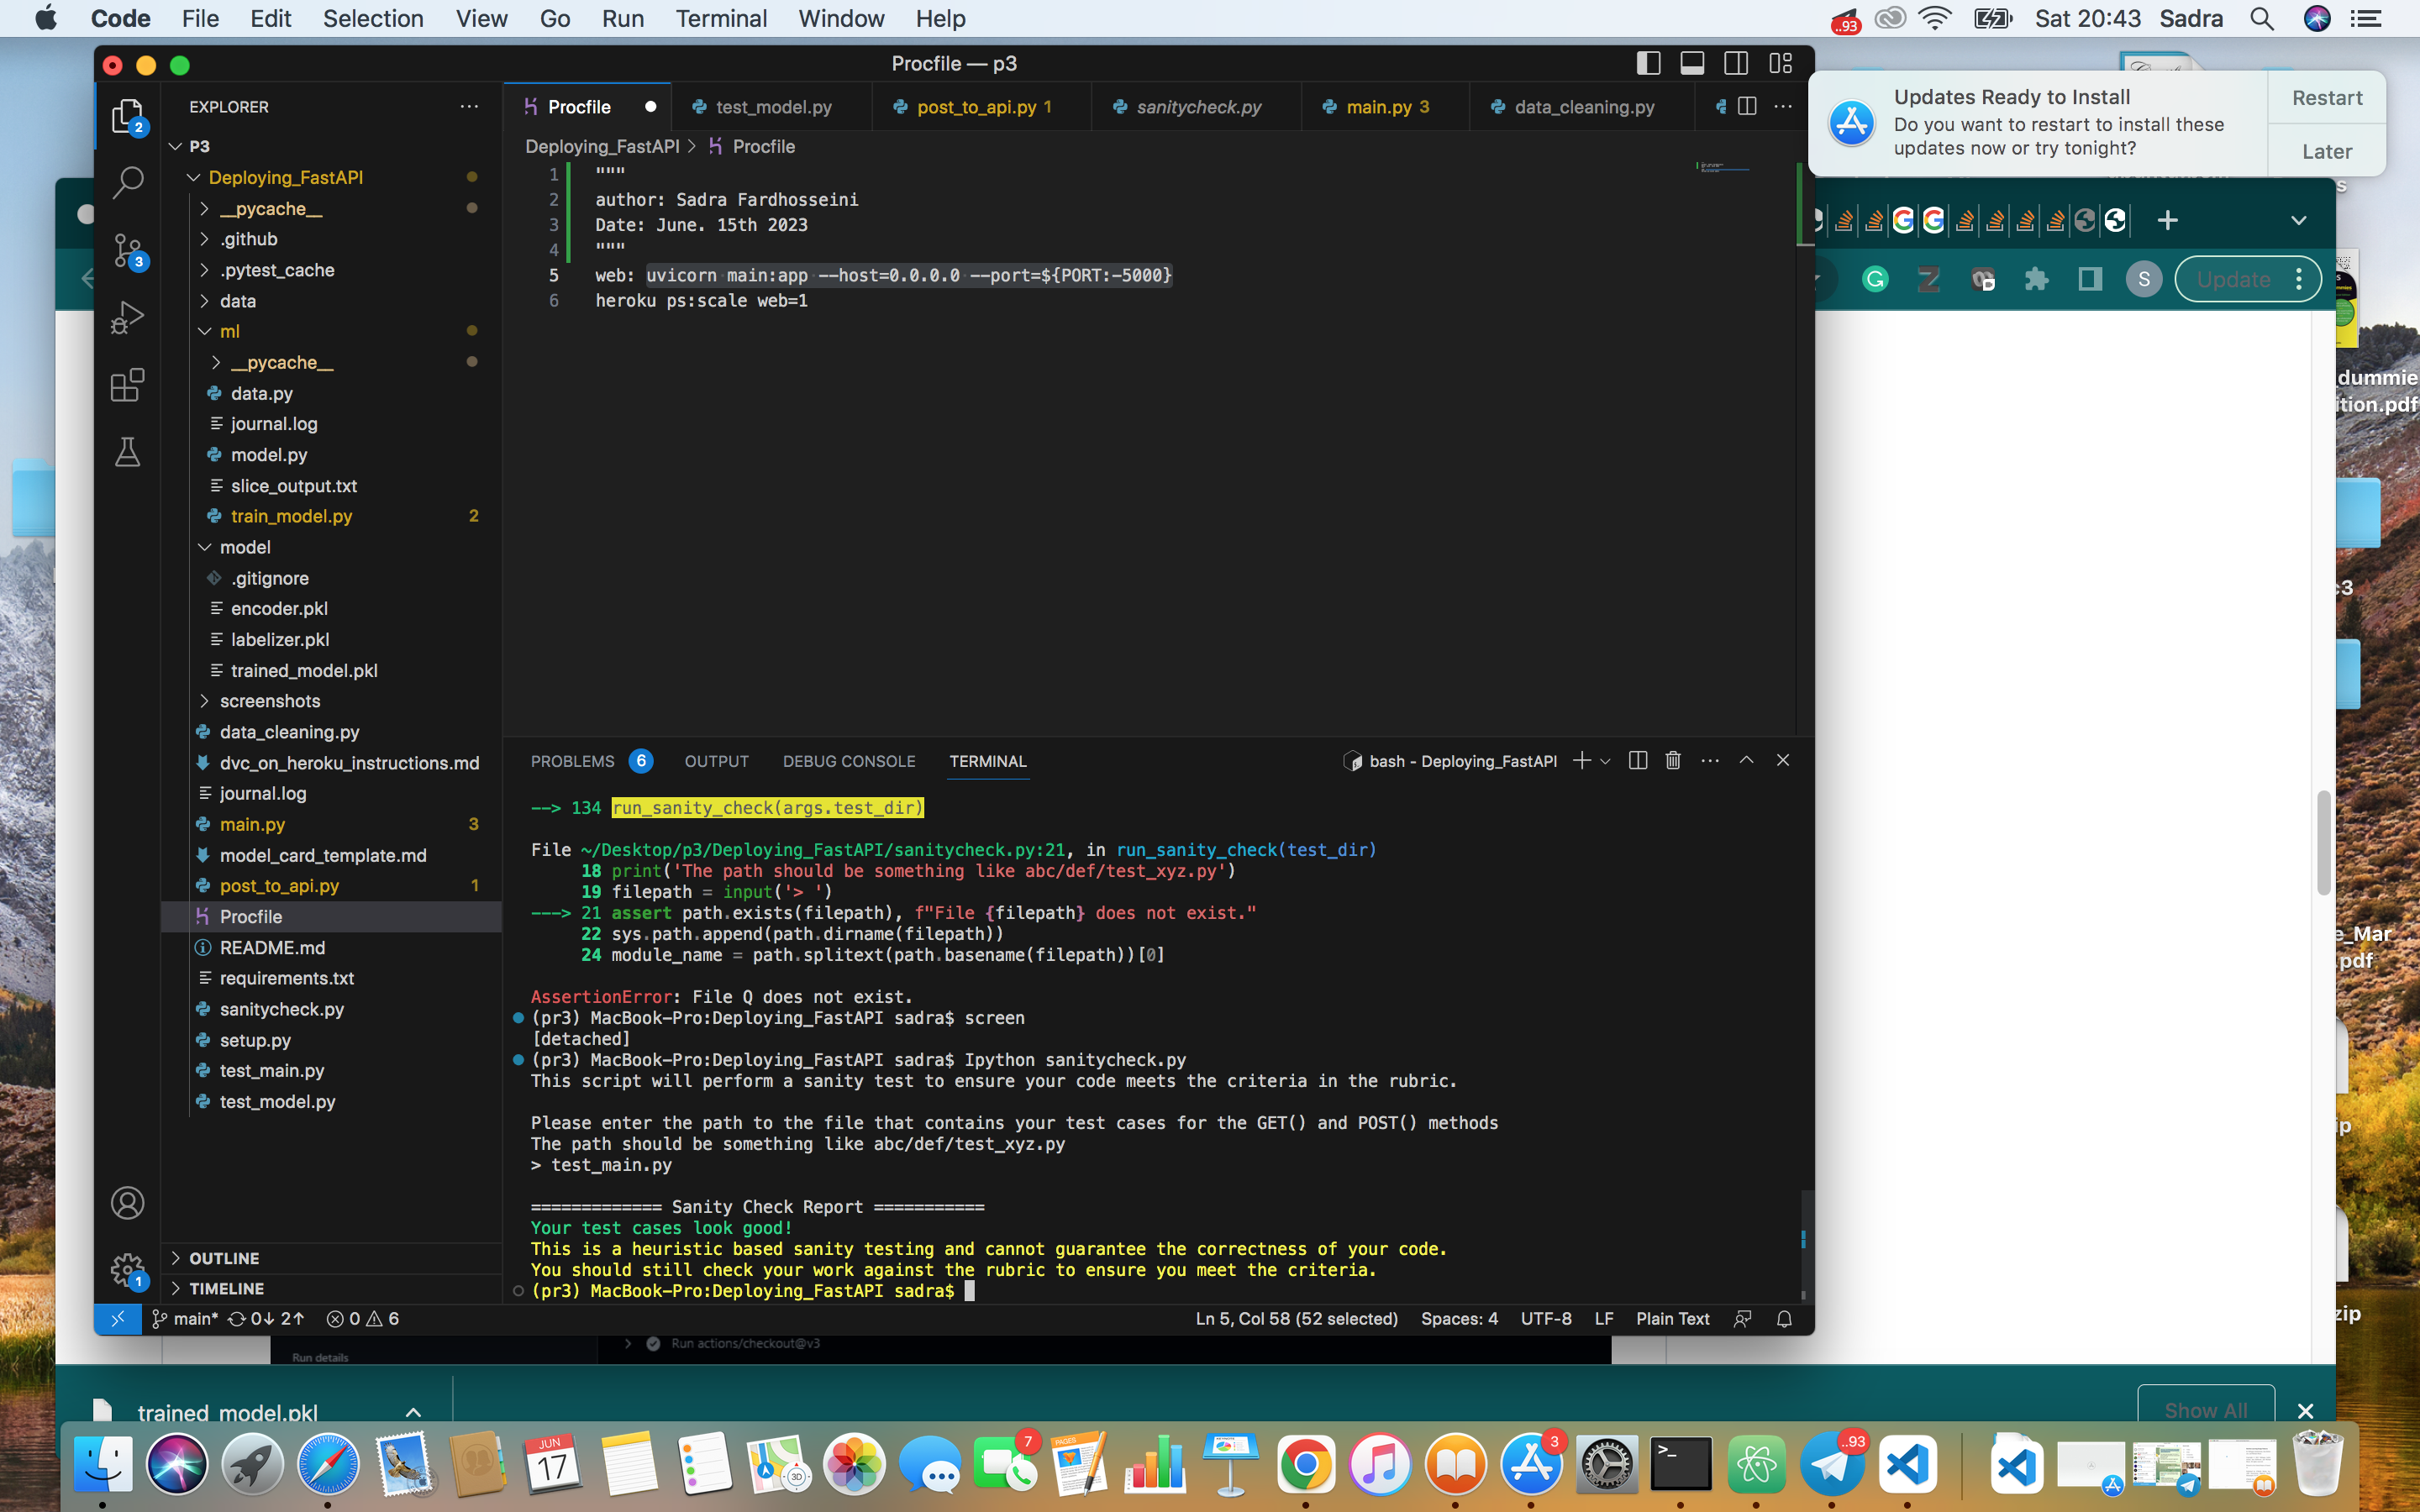 Code File Edit Selection View Go Run Terminal Window Help
..93 Sat 20:43 Sadra
Procfile — p3
EXPLORER
P3
Deploying_FastAPI
__pycache__
.github
.pytest_cache
data
ml
__pycache__
data.py
journal.log
model.py
slice_output.txt
train_model.py 2
model
.gitignore
encoder.pkl
labelizer.pkl
trained_model.pkl
screenshots
data_cleaning.py
dvc_on_heroku_instructions.md
journal.log
main.py 3
model_card_template.md
post_to_api.py 1
Procfile
README.md
requirements.txt
sanitycheck.py
setup.py
test_main.py
test_model.py
OUTLINE
TIMELINE
2
3
1
Procfile test_model.py post_to_api.py 1 sanitycheck.py main.py 3 data_cleaning.py
Deploying_FastAPI > Procfile
1 """
2 author: Sadra Fardhosseini
3 Date: June. 15th 2023
4 """
5 web: uvicorn main:app --host=0.0.0.0 --port=${PORT:-5000}
6 heroku ps:scale web=1
PROBLEMS 6 OUTPUT DEBUG CONSOLE TERMINAL bash - Deploying_FastAPI
--> 134 run_sanity_check(args.test_dir)
File ~/Desktop/p3/Deploying_FastAPI/sanitycheck.py:21, in run_sanity_check(test_dir)
18 print('The path should be something like abc/def/test_xyz.py')
19 filepath = input('> ')
---> 21 assert path.exists(filepath), f"File {filepath} does not exist."
22 sys.path.append(path.dirname(filepath))
24 module_name = path.splitext(path.basename(filepath))[0]
AssertionError: File Q does not exist.
(pr3) MacBook-Pro:Deploying_FastAPI sadra$ screen
[detached]
(pr3) MacBook-Pro:Deploying_FastAPI sadra$ Ipython sanitycheck.py
This script will perform a sanity test to ensure your code meets the criteria in the rubric.
Please enter the path to the file that contains your test cases for the GET() and POST() methods
The path should be something like abc/def/test_xyz.py
> test_main.py
============= Sanity Check Report ===========
Your test cases look good!
This is a heuristic based sanity testing and cannot guarantee the correctness of your code.
You should still check your work against the rubric to ensure you meet the criteria.
(pr3) MacBook-Pro:Deploying_FastAPI sadra$
main* 0↓ 2↑ 0 6 Ln 5, Col 58 (52 selected) Spaces: 4 UTF-8 LF Plain Text
Updates Ready to Install
Do you want to restart to install these
updates now or try tonight?
Restart
Later
S Update
dummie
ition.pdf
c3
e_Mar
.pdf
ip
zip
Run details Run actions/checkout@v3
trained_model.pkl Show All
JUN
17
7
PAGES
3D
3
>_
..93